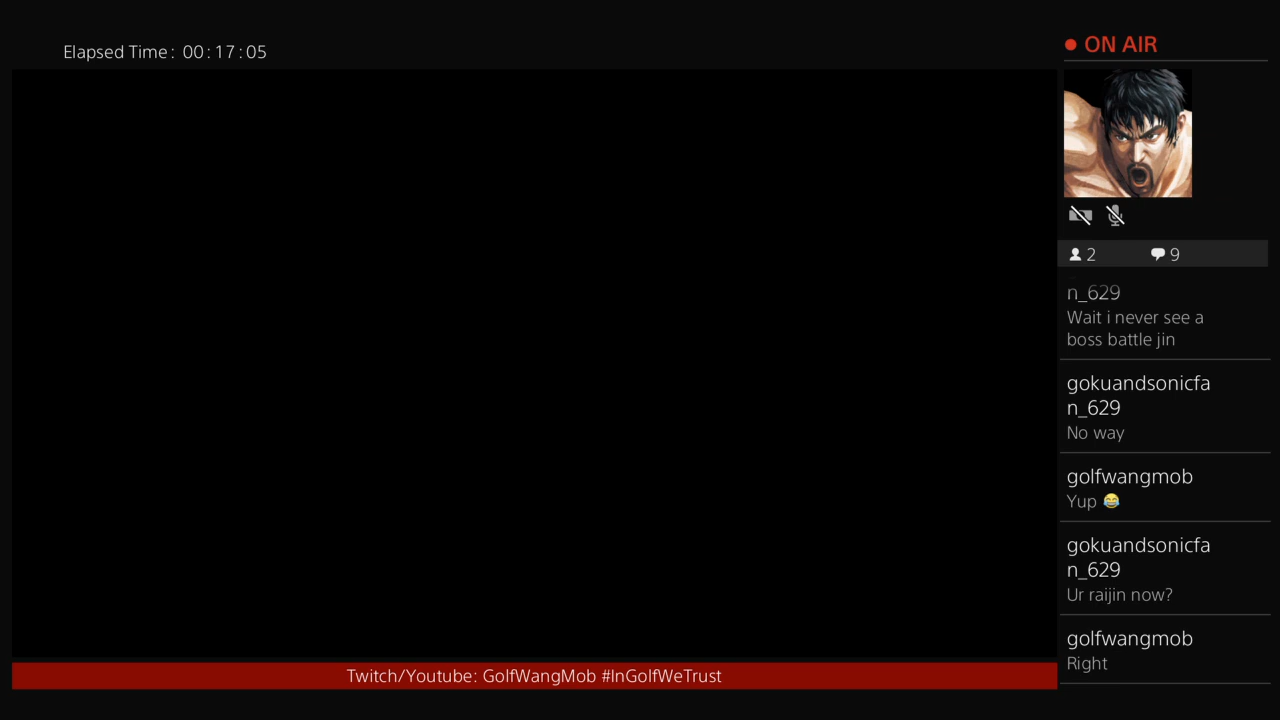 Elapsed Time: 00:17:05
ON AIR
2
9
n_629
Wait i never see a
boss battle jin
gokuandsonicfa
n_629
No way
golfwangmob
Yup 😂
gokuandsonicfa
n_629
Ur raijin now?
golfwangmob
Right
Twitch/Youtube: GolfWangMob #InGolfWeTrust